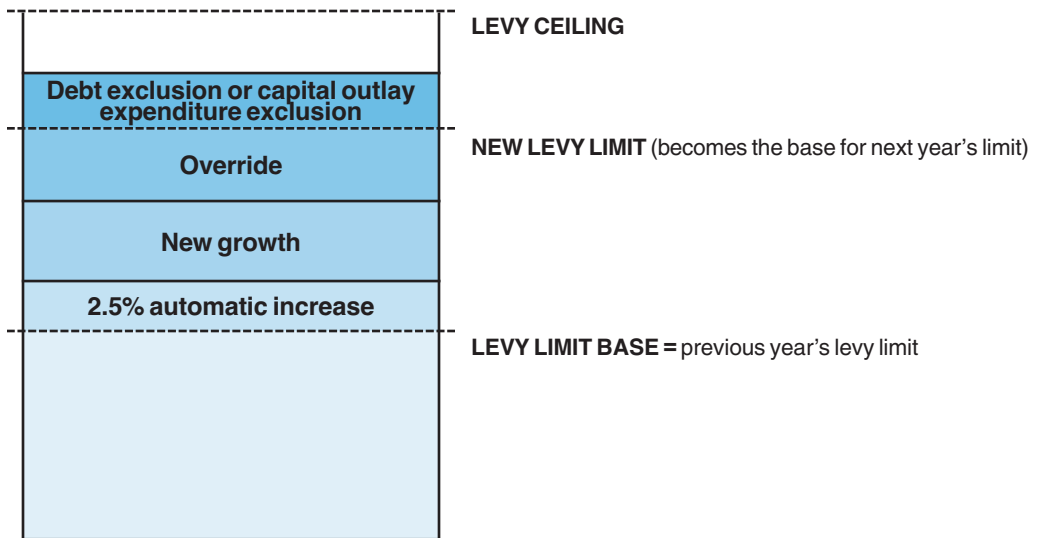 LEVY CEILING
Debt exclusion or capital outlay
expenditure exclusion
NEW LEVY LIMIT (becomes the base for next year’s limit)
Override
New growth
2.5% automatic increase
LEVY LIMIT BASE = previous year’s levy limit